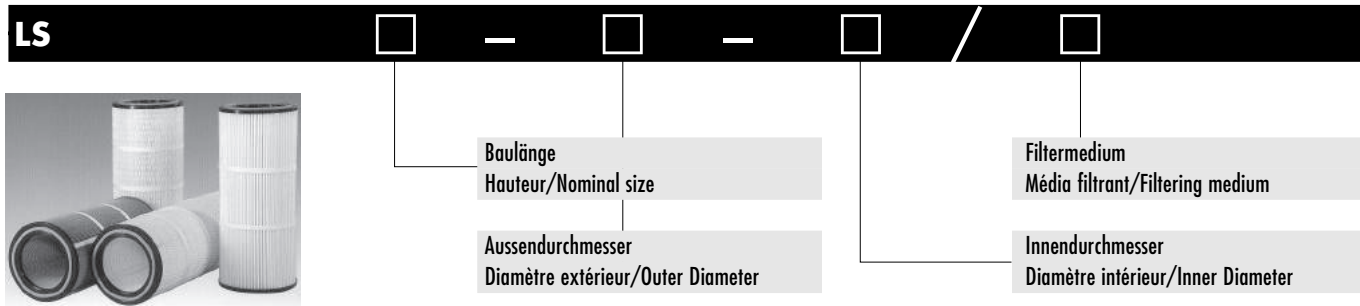 LS □ – □ – □ / □
Baulänge
Hauteur/Nominal size
Filtermedium
Média filtrant/Filtering medium
Aussendurchmesser
Diamètre extérieur/Outer Diameter
Innendurchmesser
Diamètre intérieur/Inner Diameter